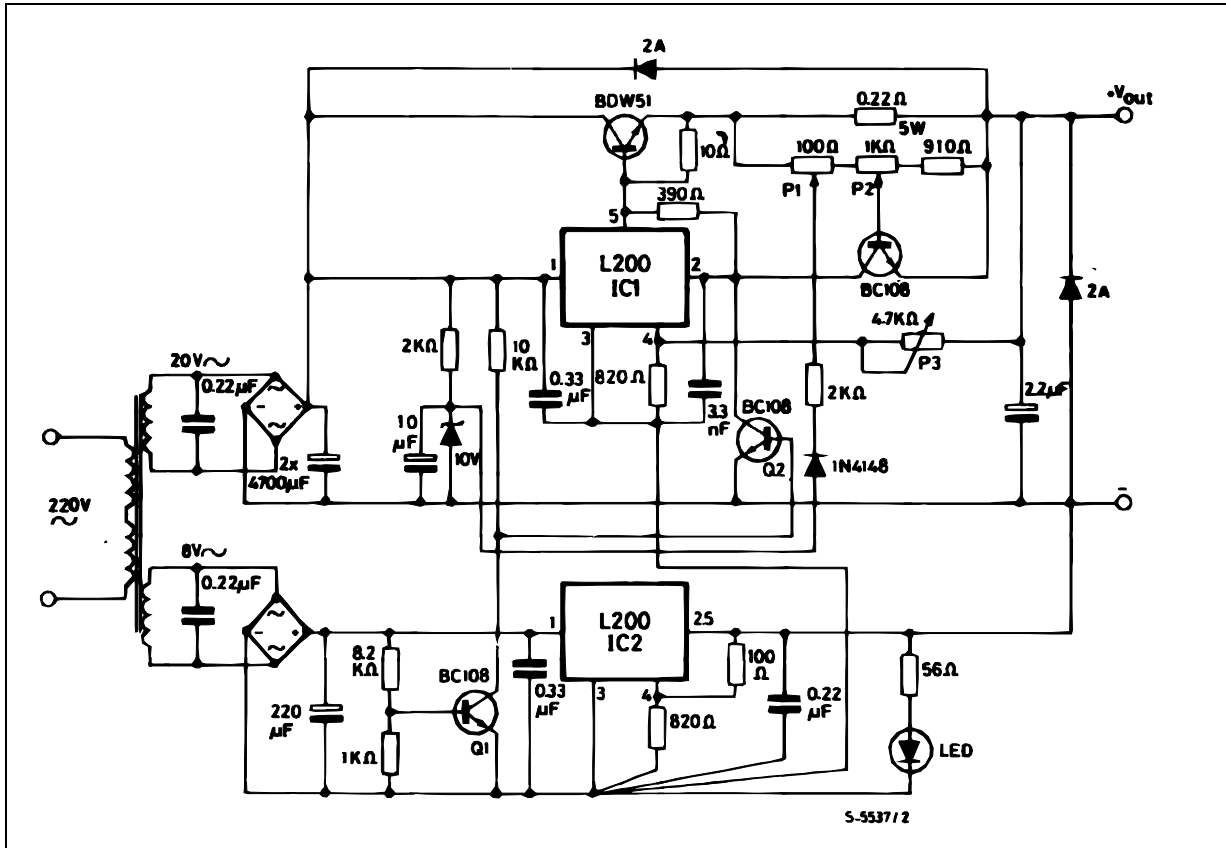 2A
BDW51
0.22Ω
5W
+Vout
10Ω
100Ω
1KΩ
910Ω
P1
P2
390Ω
5
1
L200
IC1
2
BC108
2A
3
4
4.7KΩ
P3
2KΩ
10
KΩ
20V~
0.22µF
~
-
+
~
0.33
µF
820Ω
3.3
nF
BC108
2KΩ
2.2µF
10
µF
10V
Q2
1N4148
2x
4700µF
-
220V
~
8V~
0.22µF
~
-
+
~
1
L200
IC2
2.5
8.2
KΩ
BC108
0.33
µF
3
4
100
Ω
56Ω
220
µF
820Ω
0.22
µF
1KΩ
Q1
LED
S-5537/2